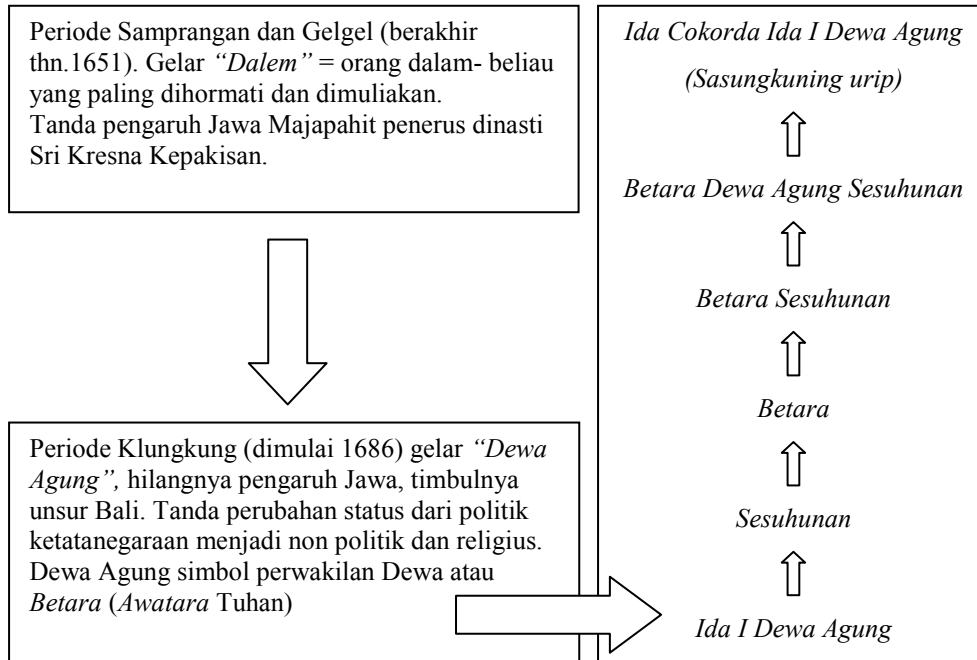 Periode Samprangan dan Gelgel (berakhir
thn.1651). Gelar “Dalem” = orang dalam- beliau
yang paling dihormati dan dimuliakan.
Tanda pengaruh Jawa Majapahit penerus dinasti
Sri Kresna Kepakisan.
Periode Klungkung (dimulai 1686) gelar “Dewa
Agung”, hilangnya pengaruh Jawa, timbulnya
unsur Bali. Tanda perubahan status dari politik
ketatanegaraan menjadi non politik dan religius.
Dewa Agung simbol perwakilan Dewa atau
Betara (Awatara Tuhan)
Ida Cokorda Ida I Dewa Agung
(Sasungkuning urip)
Betara Dewa Agung Sesuhunan
Betara Sesuhunan
Betara
Sesuhunan
Ida I Dewa Agung